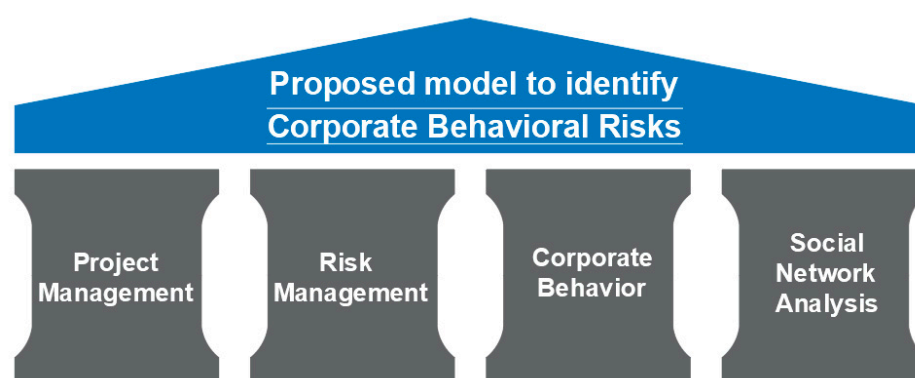 Proposed model to identify
Corporate Behavioral Risks
Project
Management
Risk
Management
Corporate
Behavior
Social
Network
Analysis